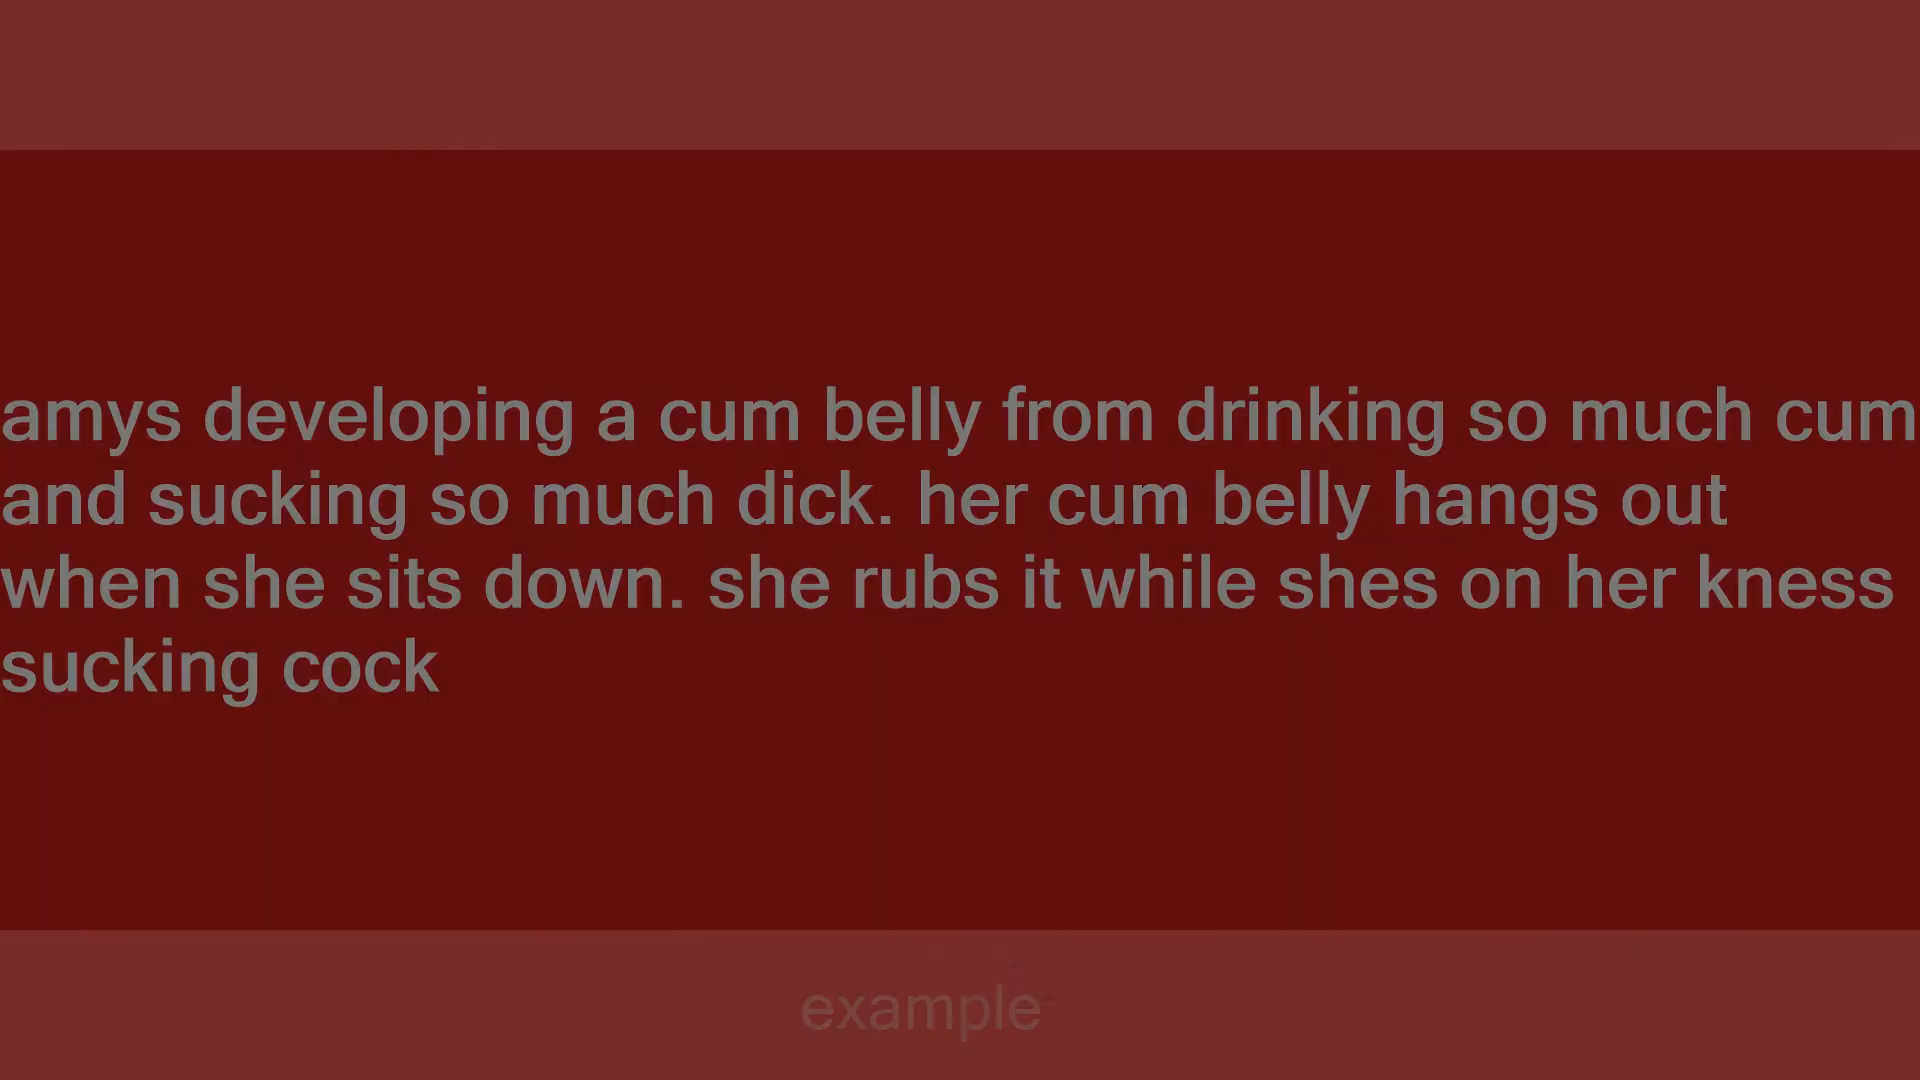 amys developing a cum belly from drinking so much cum
and sucking so much dick. her cum belly hangs out
when she sits down. she rubs it while shes on her kness
sucking cock
example